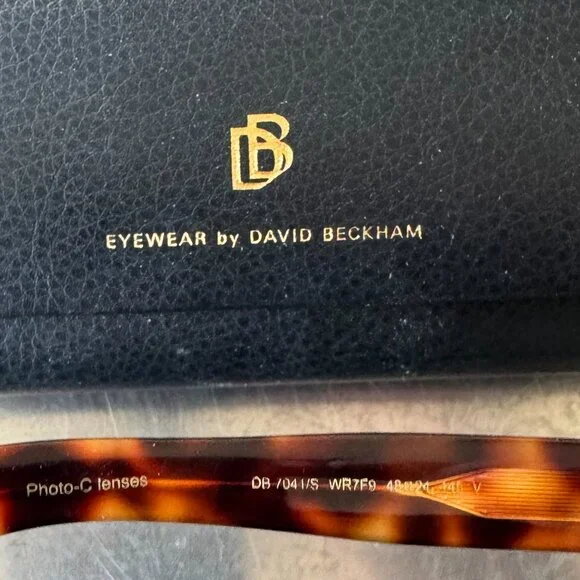 DB
EYEWEAR by DAVID BECKHAM
Photo-C lenses DB 7041/S WR7F9 V